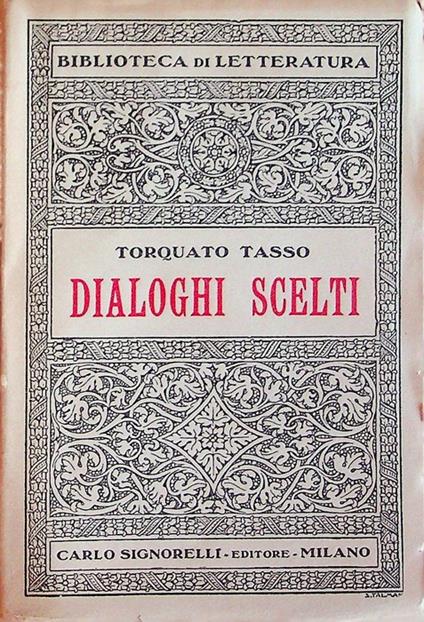 BIBLIOTECA DI LETTERATURA
TORQUATO TASSO
DIALOGHI SCELTI
CARLO SIGNORELLI - EDITORE - MILANO